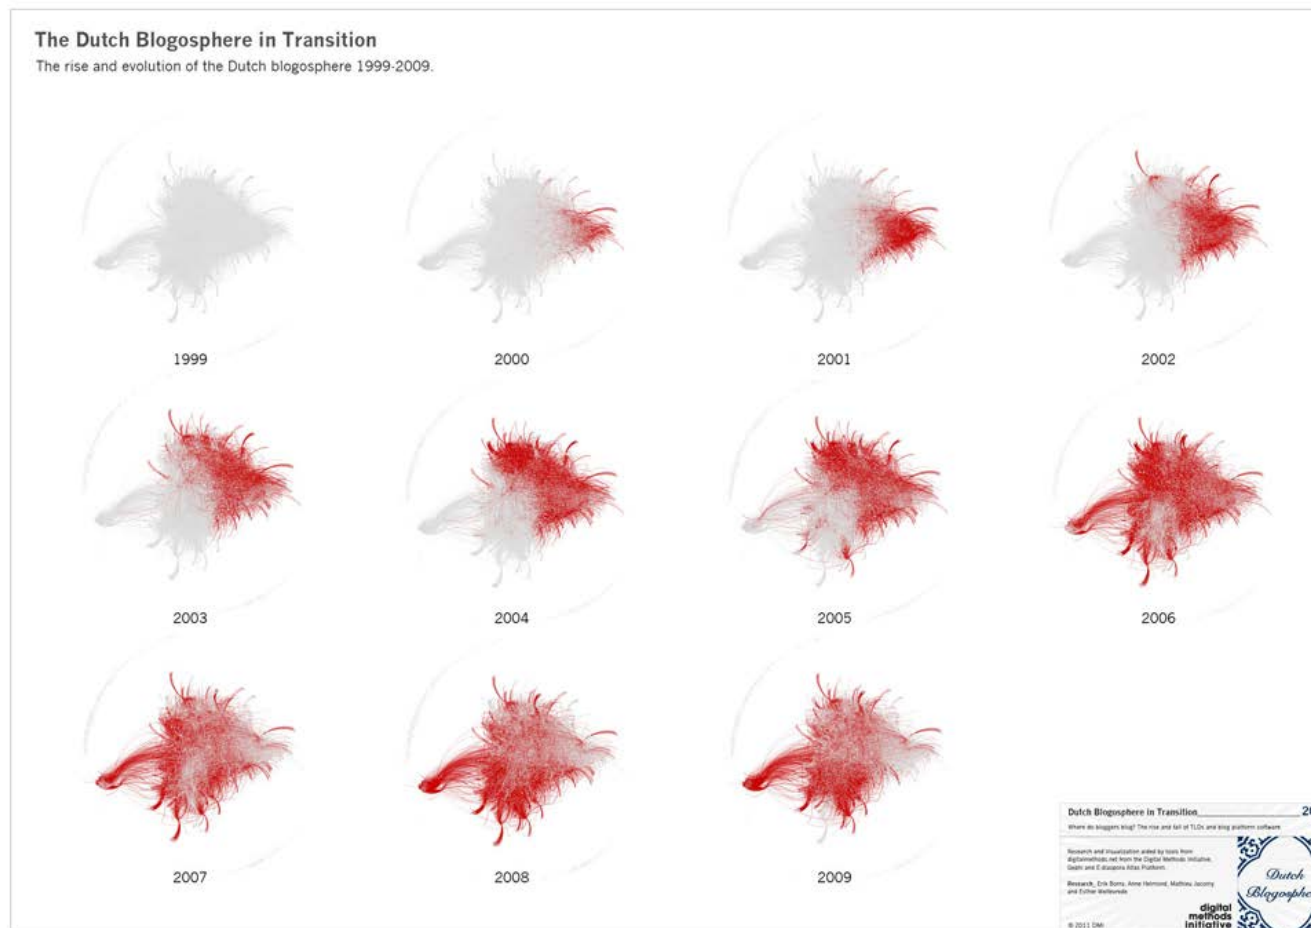 The Dutch Blogosphere in Transition
The rise and evolution of the Dutch blogosphere 1999-2009.
1999
2000
2001
2002
2003
2004
2005
2006
2007
2008
2009
Dutch Blogosphere in Transition
20
Where do bloggers blog? The rise and fall of TLDs and blog platform software
Research and Visualization aided by tools from
digitalmethods.net from the Digital Methods Initiative,
Gephi and E-diaspora Atlas Platform.
Research_ Erik Borra, Anne Helmond, Mathieu Jacomy
and Esther Weltevrede
digital
methods
initiative
© 2011 DMI
Dutch
Blogosphe